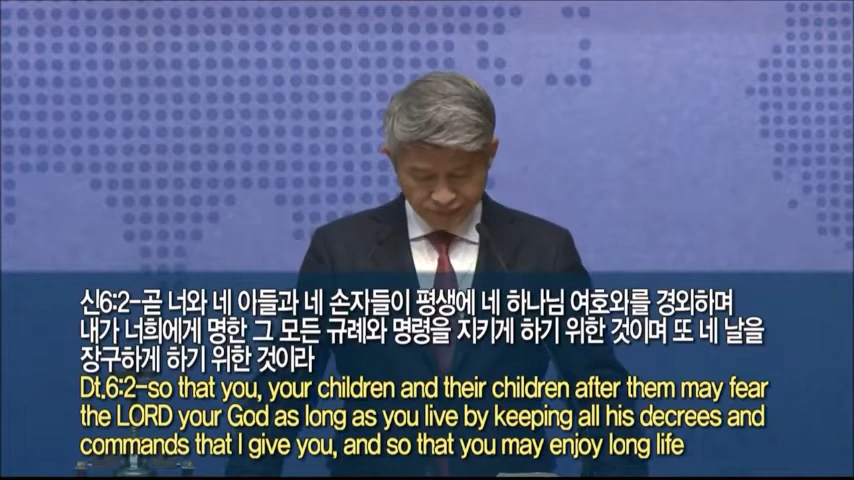 신6:2-곧 너와 네 아들과 네 손자들이 평생에 네 하나님 여호와를 경외하며
내가 너희에게 명한 그 모든 규례와 명령을 지키게 하기 위한 것이며 또 네 날을
장구하게 하기 위한 것이라
Dt.6:2-so that you, your children and their children after them may fear
the LORD your God as long as you live by keeping all his decrees and
commands that I give you, and so that you may enjoy long life